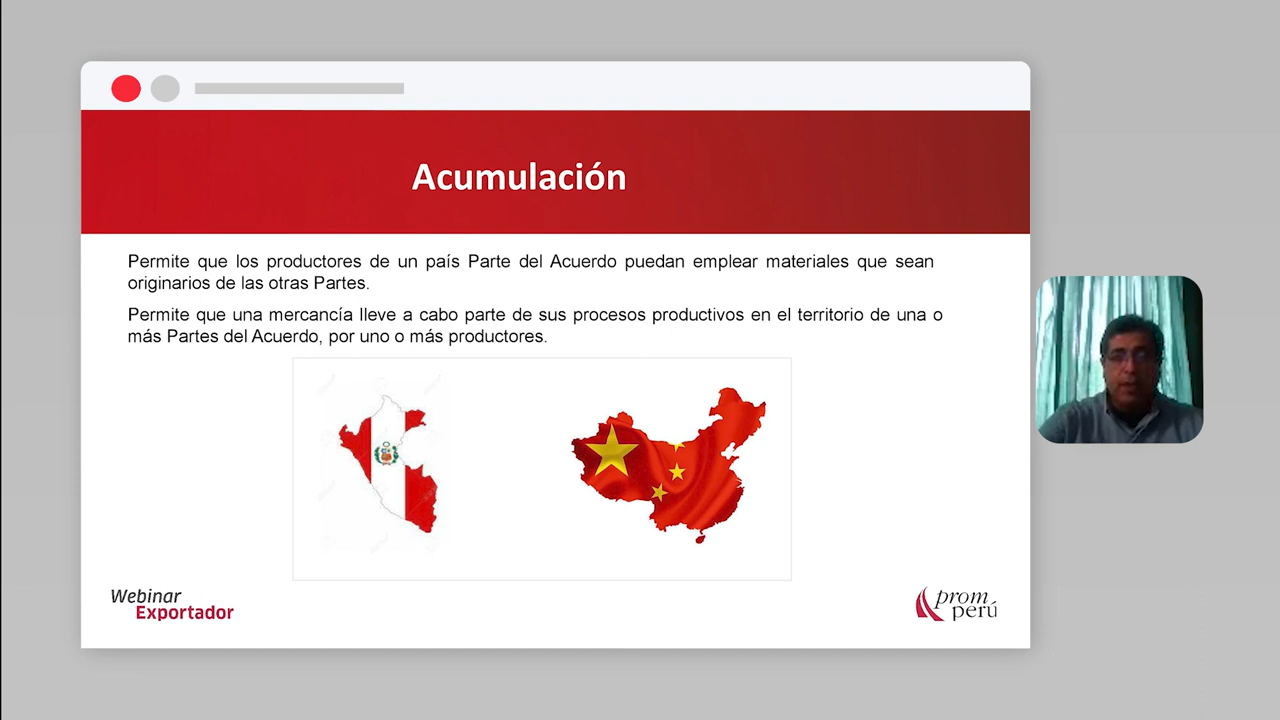 Acumulación
Permite que los productores de un país Parte del Acuerdo puedan emplear materiales que sean
originarios de las otras Partes.
Permite que una mercancía lleve a cabo parte de sus procesos productivos en el territorio de una o
más Partes del Acuerdo, por uno o más productores.
Webinar
Exportador
prom
perú